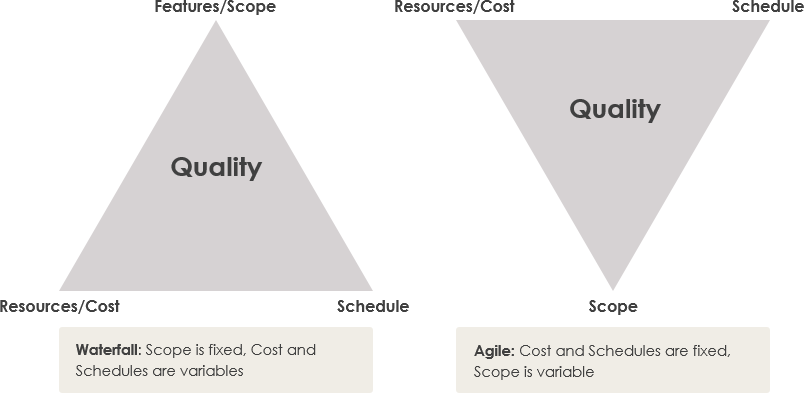 Features/Scope
Quality
Resources/Cost
Schedule
Waterfall: Scope is fixed, Cost and
Schedules are variables
Resources/Cost
Schedule
Quality
Scope
Agile: Cost and Schedules are fixed,
Scope is variable